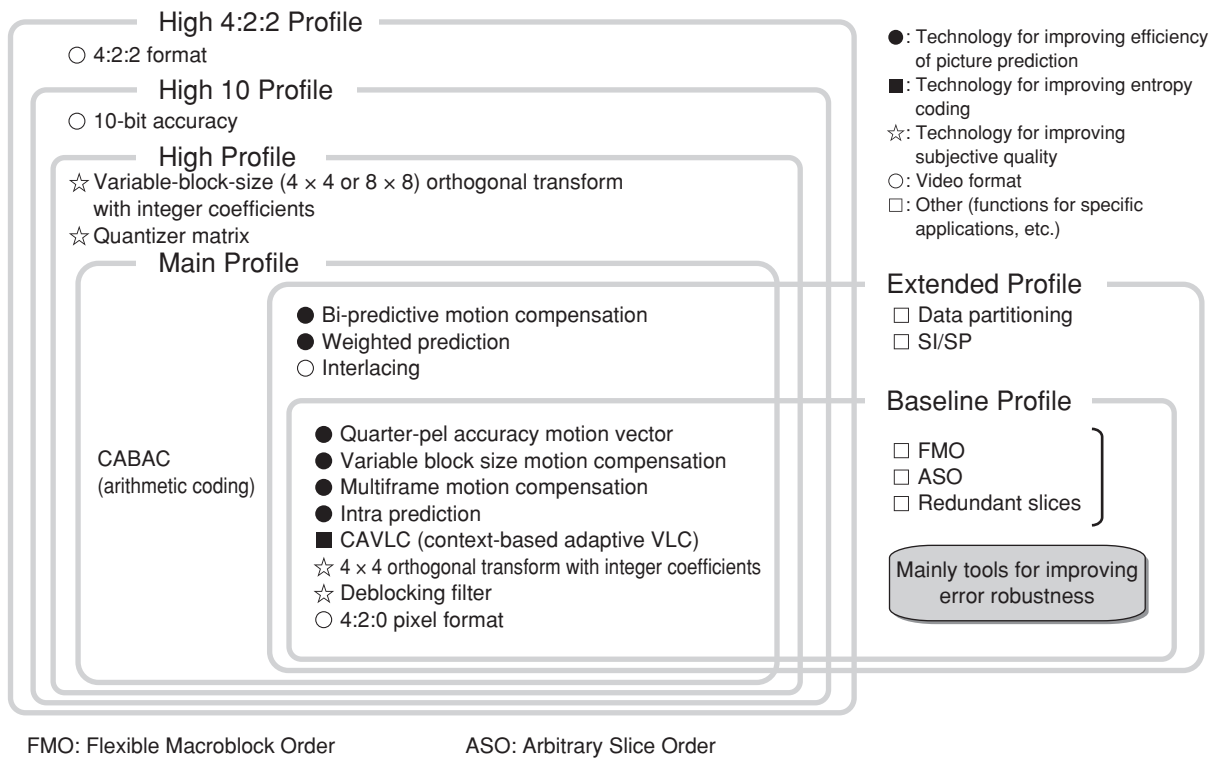 High 4:2:2 Profile
○ 4:2:2 format
High 10 Profile
○ 10-bit accuracy
High Profile
☆ Variable-block-size (4 × 4 or 8 × 8) orthogonal transform
with integer coefficients
☆ Quantizer matrix
Main Profile
● Bi-predictive motion compensation
● Weighted prediction
○ Interlacing
CABAC
(arithmetic coding)
● Quarter-pel accuracy motion vector
● Variable block size motion compensation
● Multiframe motion compensation
● Intra prediction
■ CAVLC (context-based adaptive VLC)
☆ 4 × 4 orthogonal transform with integer coefficients
☆ Deblocking filter
○ 4:2:0 pixel format
●: Technology for improving efficiency
of picture prediction
■: Technology for improving entropy
coding
☆: Technology for improving
subjective quality
○: Video format
□: Other (functions for specific
applications, etc.)
Extended Profile
□ Data partitioning
□ SI/SP
Baseline Profile
□ FMO
□ ASO
□ Redundant slices
Mainly tools for improving
error robustness
FMO: Flexible Macroblock Order
ASO: Arbitrary Slice Order